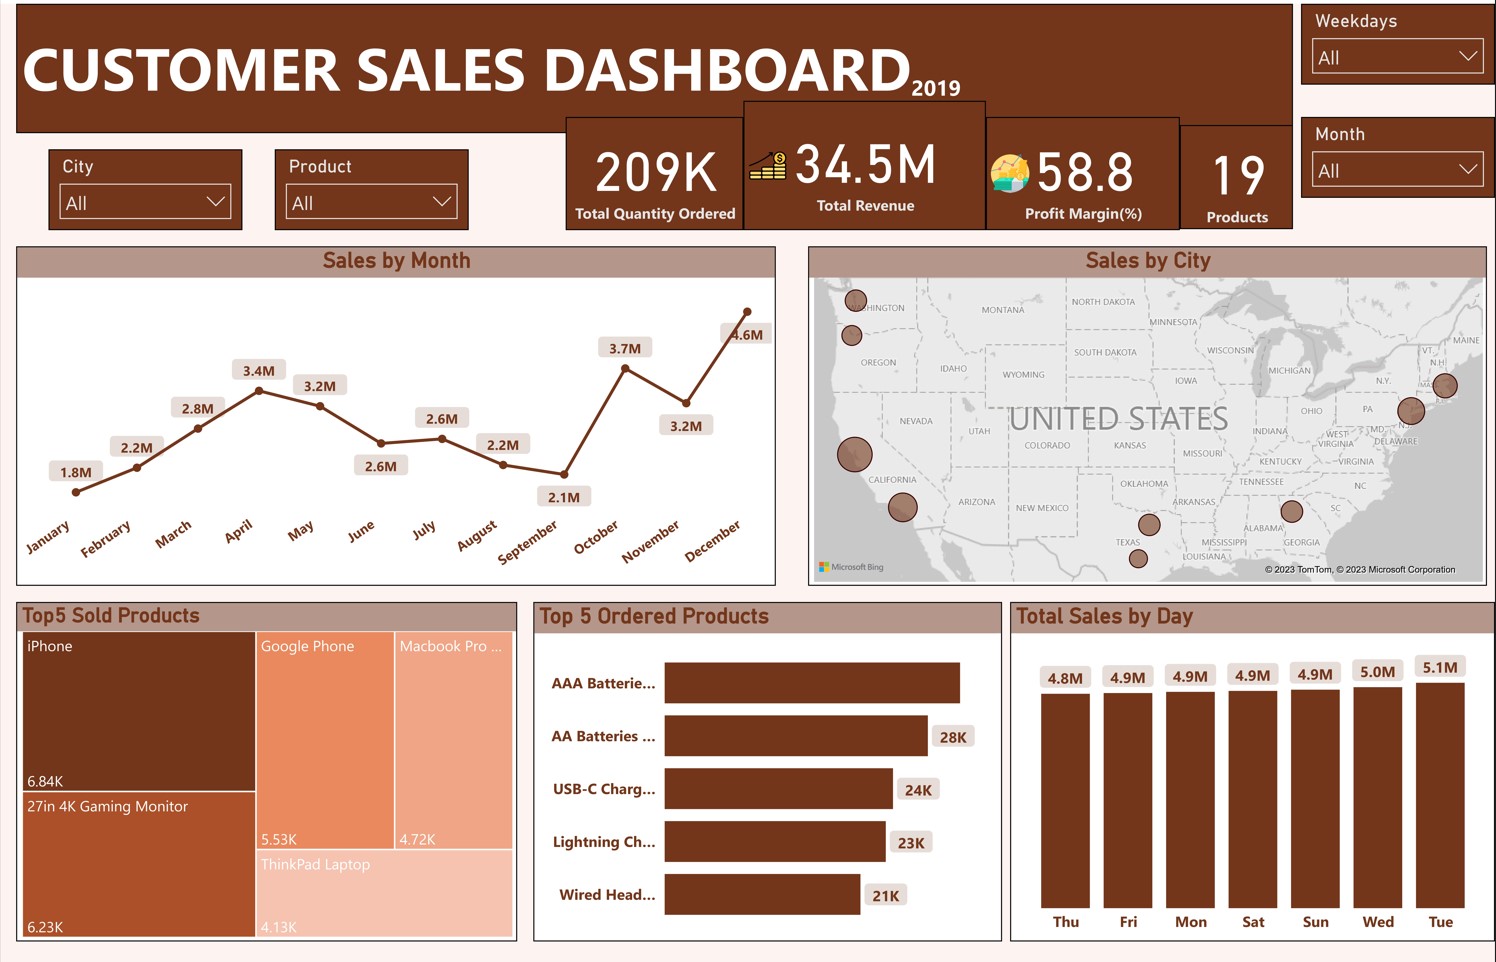 CUSTOMER SALES DASHBOARD 2019
Weekdays
All
Month
All
City
All
Product
All
209K
Total Quantity Ordered
34.5M
Total Revenue
58.8
Profit Margin(%)
19
Products
Sales by Month
1.8M
2.2M
2.8M
3.4M
3.2M
2.6M
2.6M
2.2M
2.1M
3.7M
3.2M
4.6M
January
February
March
April
May
June
July
August
September
October
November
December
Sales by City
WASHINGTON
MONTANA
NORTH DAKOTA
MINNESOTA
MAINE
VT.
N.H.
OREGON
IDAHO
SOUTH DAKOTA
WISCONSIN
MICHIGAN
WYOMING
IOWA
N.Y.
NEVADA
UTAH
UNITED STATES
COLORADO
KANSAS
MISSOURI
INDIANA
OHIO
PA
MD
DELAWARE
WEST
VIRGINIA
KENTUCKY
VIRGINIA
CALIFORNIA
ARIZONA
NEW MEXICO
OKLAHOMA
ARKANSAS
TENNESSEE
NC
SC
ALABAMA
TEXAS
MISSISSIPPI
GEORGIA
LOUISIANA
Microsoft Bing
© 2023 TomTom, © 2023 Microsoft Corporation
Top5 Sold Products
iPhone
6.84K
27in 4K Gaming Monitor
6.23K
Google Phone
5.53K
Macbook Pro ...
4.72K
ThinkPad Laptop
4.13K
Top 5 Ordered Products
AAA Batterie...
AA Batteries ...
28K
USB-C Charg...
24K
Lightning Ch...
23K
Wired Head...
21K
Total Sales by Day
4.8M
4.9M
4.9M
4.9M
4.9M
5.0M
5.1M
Thu
Fri
Mon
Sat
Sun
Wed
Tue